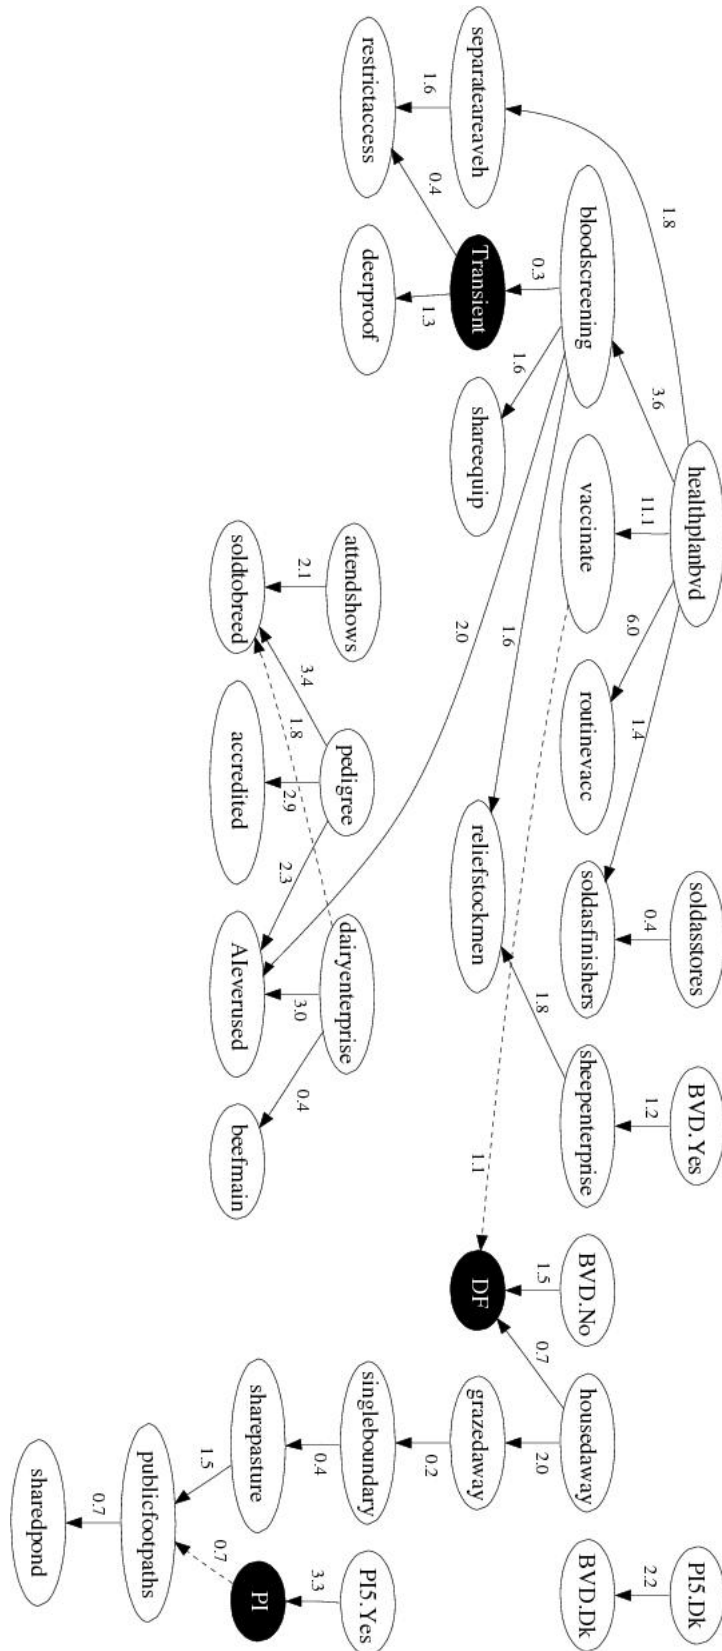 healthplanbvd
soldasstores
BVD.Yes
PI5.Dk
1.8
3.6
11.1
6.0
1.4
0.4
1.2
2.2
bloodscreening
vaccinate
routinevacc
soldasfinishers
sheepenterprise
BVD.No
housedaway
BVD.Dk
0.3
1.6
1.6
1.8
1.5
0.7
2.0
separateareaveh
Transient
shareequip
reliefstockmen
DF
grazedaway
1.6
0.4
1.3
2.0
1.1
0.2
restrictaccess
deerproof
attendshows
pedigree
dairyenterprise
singleboundary
PI5.Yes
2.1
3.4
1.8
2.9
2.3
3.0
0.4
0.4
3.3
soldtobreed
accredited
AIeverused
beefmain
sharepasture
PI
1.5
0.7
publicfootpaths
0.7
sharedpond